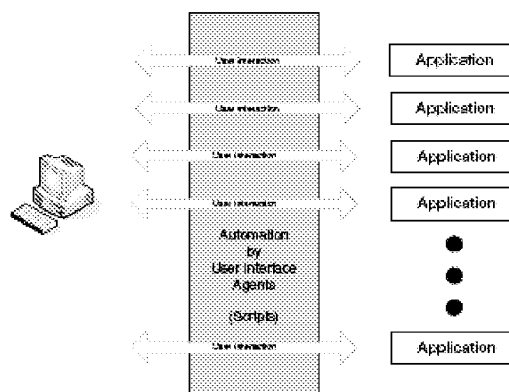 User interaction
Application
User interaction
Application
User interaction
Application
User interaction
Application
Automation
by
User Interface
Agents
(Scripts)
User interaction
Application